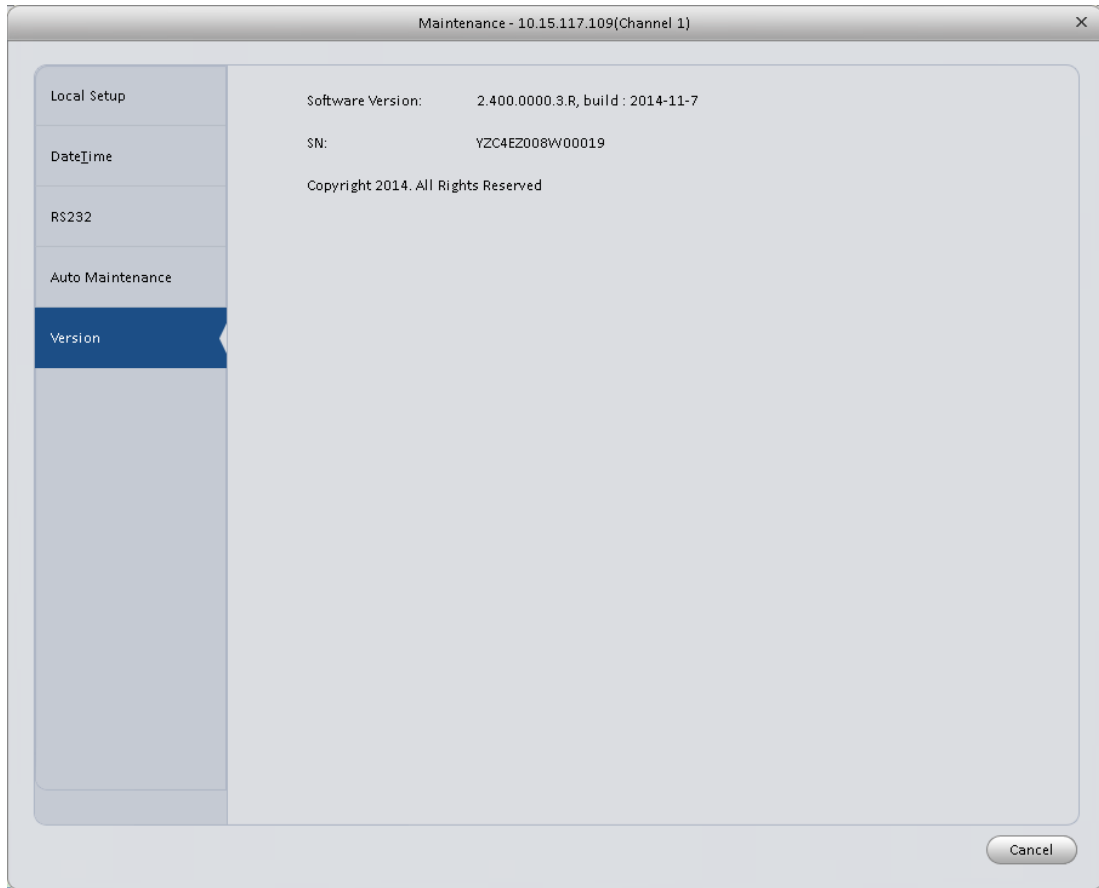 Maintenance - 10.15.117.109(Channel 1)
Local Setup
DateTime
RS232
Auto Maintenance
Version
Software Version: 2.400.0000.3.R, build : 2014-11-7
SN: YZC4EZ008W00019
Copyright 2014. All Rights Reserved
Cancel